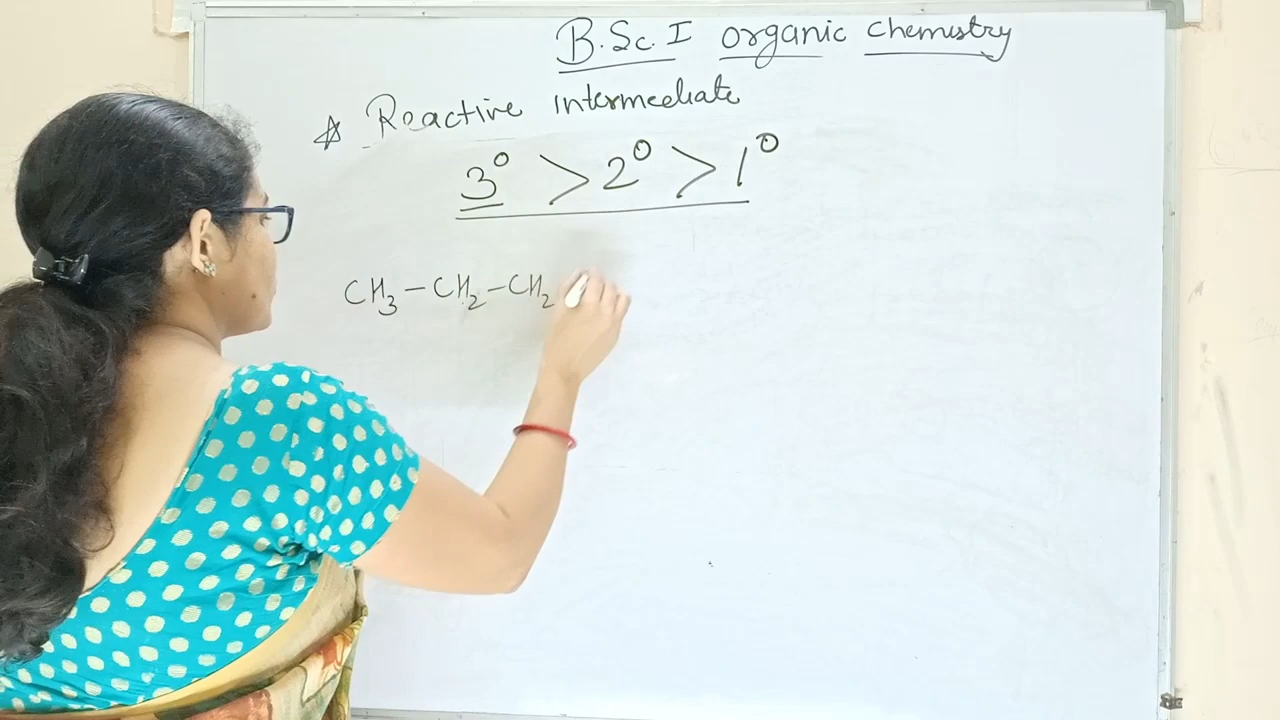 B.Sc. I organic chemistry
☆ Reactive intermediate
3° > 2° > 1°
CH₃ – CH₂ – CH₂